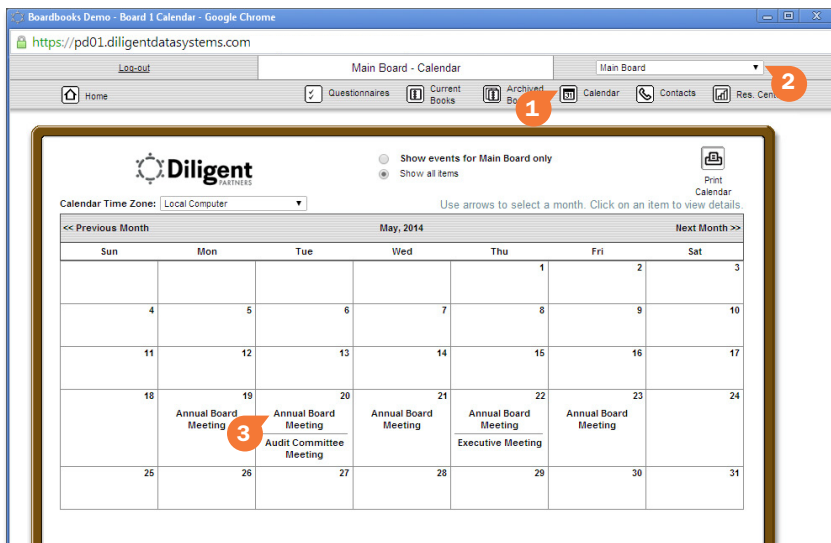 Boardbooks Demo - Board 1 Calendar - Google Chrome
https://pd01.diligentdatasystems.com
Log-out
Main Board - Calendar
Main Board
2
Home
Questionnaires
Current
Books
Archived
1
Calendar
Contacts
Res. Cent
Diligent
PARTNERS
Show events for Main Board only
Show all items
Print
Calendar
Calendar Time Zone:
Local Computer
Use arrows to select a month. Click on an item to view details.
<< Previous Month
May, 2014
Next Month >>
Sun Mon Tue Wed Thu Fri Sat
1 2 3
4 5 6 7 8 9 10
11 12 13 14 15 16 17
18 19 20 21 22 23 24
Annual Board Annual Board Annual Board Annual Board Annual Board
Meeting Meeting Meeting Meeting Meeting
3
Audit Committee Executive Meeting
Meeting
25 26 27 28 29 30 31